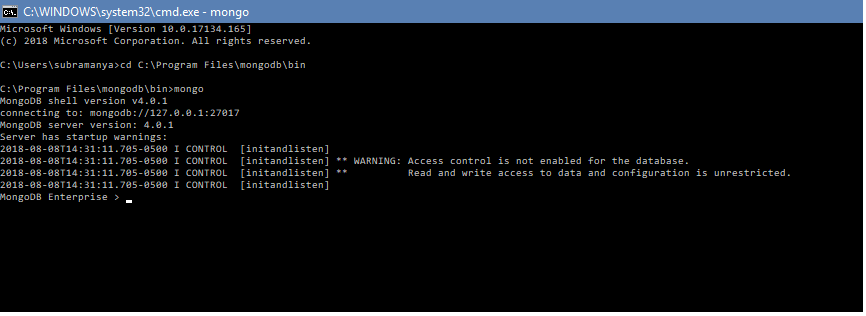 C:\WINDOWS\system32\cmd.exe - mongo
Microsoft Windows [Version 10.0.17134.165]
(c) 2018 Microsoft Corporation. All rights reserved.
C:\Users\subramanya>cd C:\Program Files\mongodb\bin
C:\Program Files\mongodb\bin>mongo
MongoDB shell version v4.0.1
connecting to: mongodb://127.0.0.1:27017
MongoDB server version: 4.0.1
Server has startup warnings:
2018-08-08T14:31:11.705-0500 I CONTROL  [initandlisten]
2018-08-08T14:31:11.705-0500 I CONTROL  [initandlisten] ** WARNING: Access control is not enabled for the database.
2018-08-08T14:31:11.705-0500 I CONTROL  [initandlisten] **          Read and write access to data and configuration is unrestricted.
2018-08-08T14:31:11.705-0500 I CONTROL  [initandlisten]
MongoDB Enterprise >